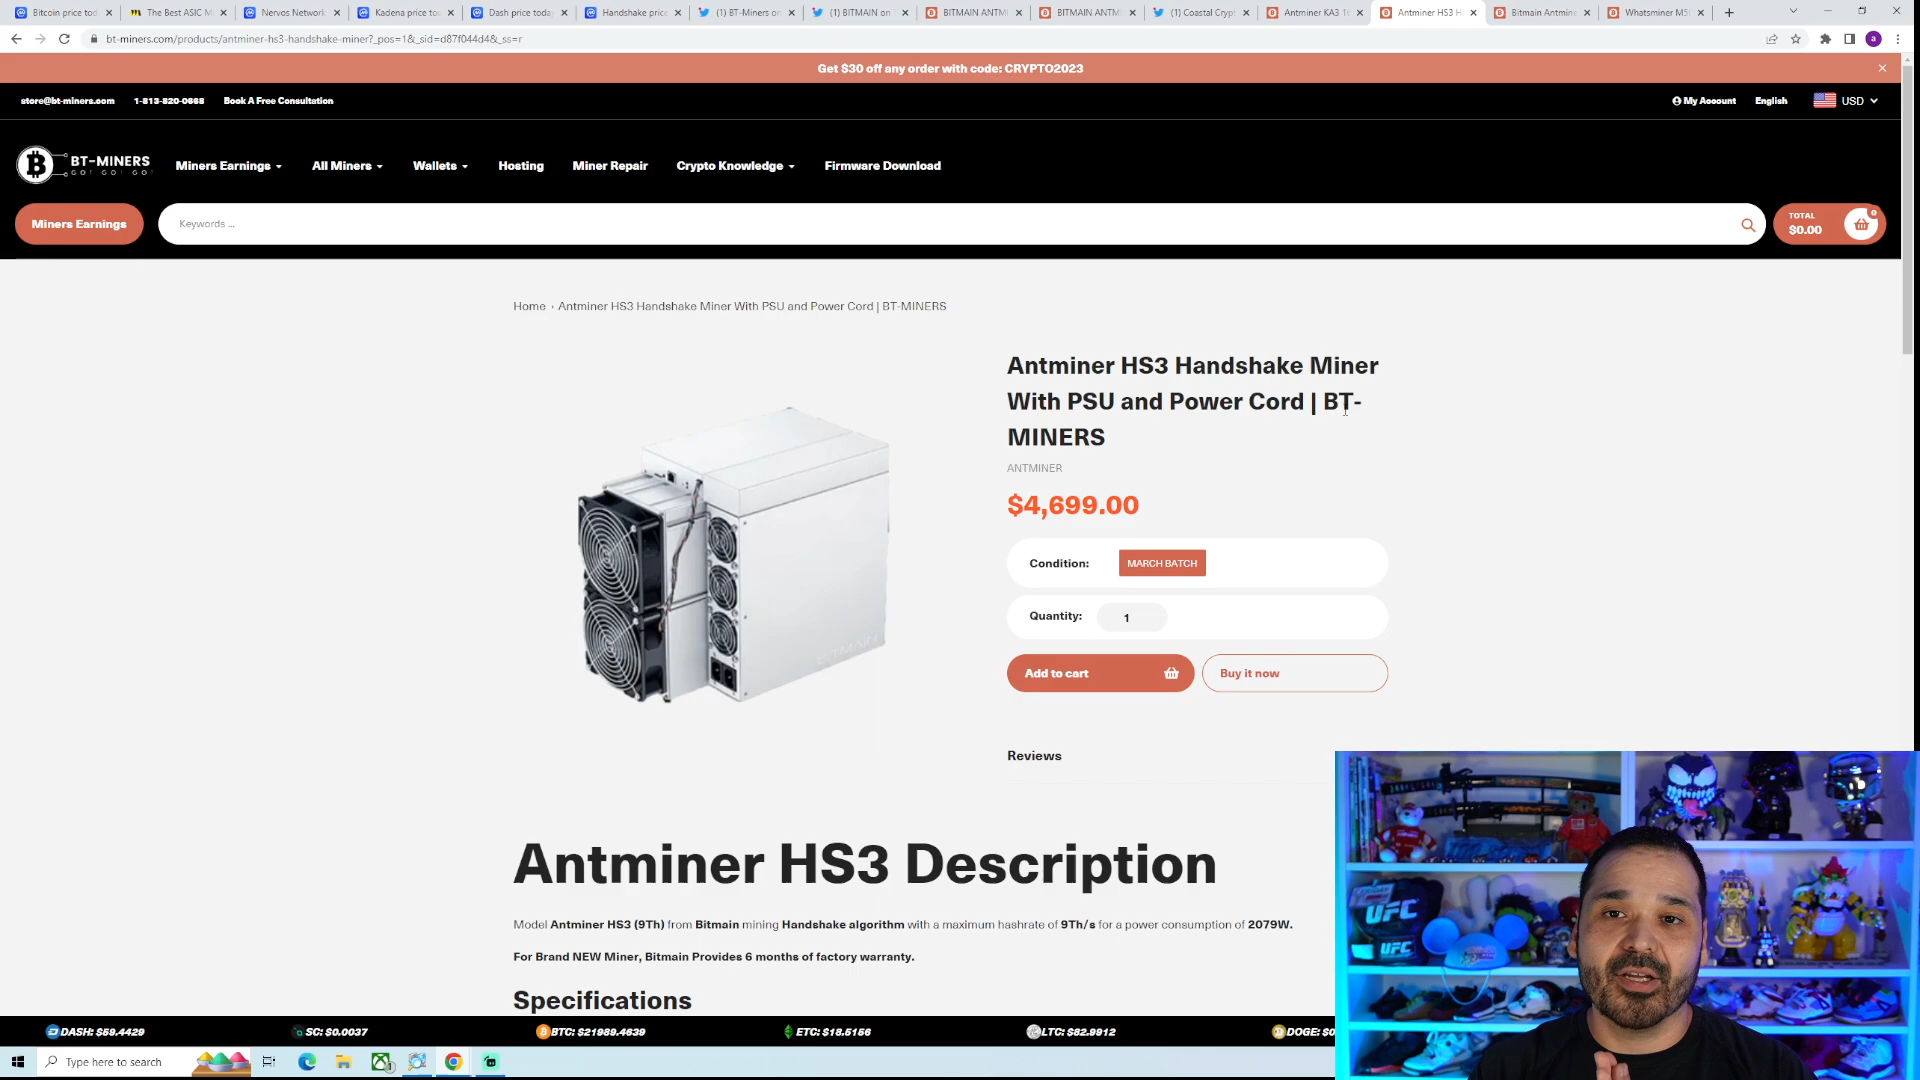 Bitcoin price tod
The Best ASIC M
Nervos Network
Kadena price to
Dash price toda
Handshake price
(1) BT-Miners on
(1) BITMAIN on
BITMAIN ANTM
BITMAIN ANTM
(1) Coastal Crypt
Antminer KA3 1
Antminer HS3 H
Bitmain Antmine
Whatsminer M5
bt-miners.com/products/antminer-hs3-handshake-miner?_pos=1&_sid=d87f044d4&_ss=r
a
Get $30 off any order with code: CRYPTO2023
store@bt-miners.com 1-813-820-0668 Book A Free Consultation
My Account English USD
BT-MINERS
GO! GO! GO!
Miners Earnings All Miners Wallets Hosting Miner Repair Crypto Knowledge Firmware Download
Miners Earnings
Keywords ...
TOTAL
$0.00
0
Home › Antminer HS3 Handshake Miner With PSU and Power Cord | BT-MINERS
Antminer HS3 Handshake Miner
With PSU and Power Cord | BT-
MINERS
ANTMINER
$4,699.00
Condition: MARCH BATCH
Quantity: 1
Add to cart
Buy it now
Reviews
BITMAIN
Antminer HS3 Description
Model Antminer HS3 (9Th) from Bitmain mining Handshake algorithm with a maximum hashrate of 9Th/s for a power consumption of 2079W.
For Brand NEW Miner, Bitmain Provides 6 months of factory warranty.
Specifications
DASH: $59.4429 SC: $0.0037 BTC: $21989.4639 ETC: $18.5156 LTC: $82.9912 DOGE: $0
UFC
UFC
Type here to search